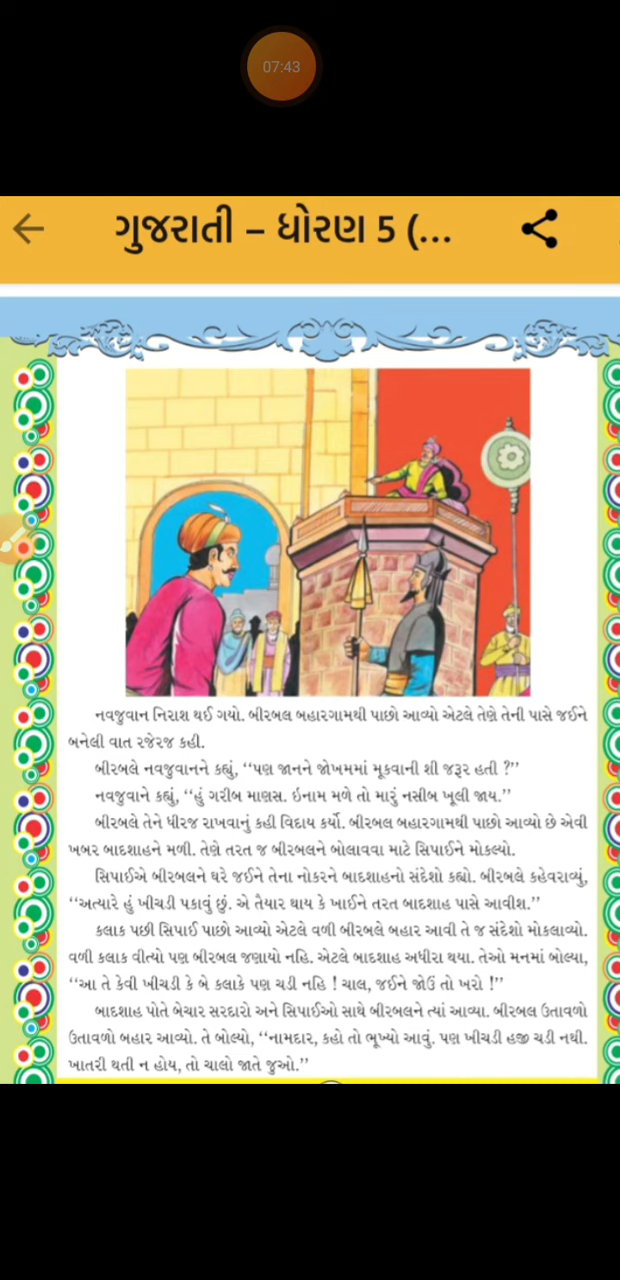 07:43
ગુજરાતી – ધોરણ 5 (...
નવજુવાન નિરાશ થઈ ગયો. બીરબલ બહારગામથી પાછો આવ્યો એટલે તેણે તેની પાસે જઈને
બનેલી વાત રજેરજ કહી.
બીરબલે નવજુવાનને કહ્યું, ‘‘પણ જાનને જોખમમાં મૂકવાની શી જરૂર હતી ?’’
નવજુવાને કહ્યું, ‘‘હું ગરીબ માણસ. ઇનામ મળે તો મારું નસીબ ખૂલી જાય.’’
બીરબલે તેને ધીરજ રાખવાનું કહી વિદાય કર્યો. બીરબલ બહારગામથી પાછો આવ્યો છે એવી
ખબર બાદશાહને મળી. તેણે તરત જ બીરબલને બોલાવવા માટે સિપાઈને મોકલ્યો.
સિપાઈએ બીરબલને ઘરે જઈને તેના નોકરને બાદશાહનો સંદેશો કહ્યો. બીરબલે કહેવરાવ્યું,
‘‘અત્યારે હું ખીચડી પકાવું છું. એ તૈયાર થાય કે ખાઈને તરત બાદશાહ પાસે આવીશ.’’
કલાક પછી સિપાઈ પાછો આવ્યો એટલે વળી બીરબલે બહાર આવી તે જ સંદેશો મોકલાવ્યો.
વળી કલાક વીત્યો પણ બીરબલ જણાયો નહિ. એટલે બાદશાહ અધીરા થયા. તેઓ મનમાં બોલ્યા,
‘‘આ તે કેવી ખીચડી કે બે કલાકે પણ ચડી નહિ ! ચાલ, જઈને જોઉં તો ખરો !’’
બાદશાહ પોતે બેચાર સરદારો અને સિપાઈઓ સાથે બીરબલને ત્યાં આવ્યા. બીરબલ ઉતાવળો
ઉતાવળો બહાર આવ્યો. તે બોલ્યો, ‘‘નામદાર, કહો તો ભૂખ્યો આવું. પણ ખીચડી હજી ચડી નથી.
ખાતરી થતી ન હોય, તો ચાલો જાતે જુઓ.’’